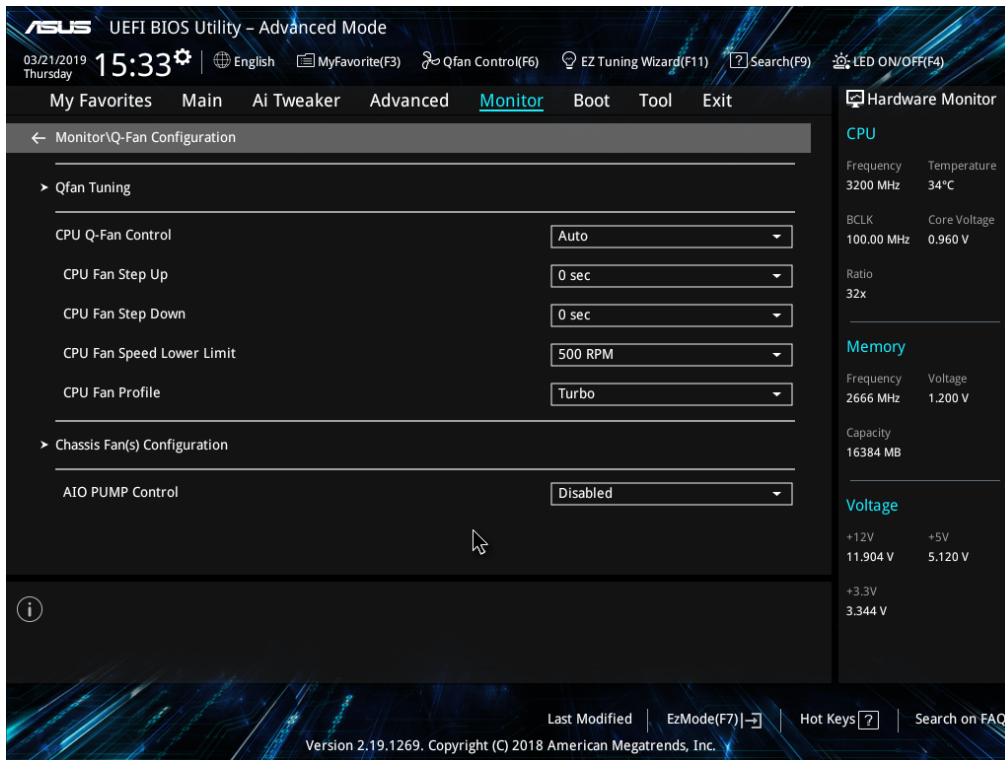 ASUS UEFI BIOS Utility – Advanced Mode
03/21/2019 Thursday 15:33 English MyFavorite(F3) Qfan Control(F6) EZ Tuning Wizard(F11) ? Search(F9) LED ON/OFF(F4)
My Favorites Main Ai Tweaker Advanced Monitor Boot Tool Exit
← Monitor\Q-Fan Configuration
Qfan Tuning
CPU Q-Fan Control Auto
CPU Fan Step Up 0 sec
CPU Fan Step Down 0 sec
CPU Fan Speed Lower Limit 500 RPM
CPU Fan Profile Turbo
Chassis Fan(s) Configuration
AIO PUMP Control Disabled
Hardware Monitor
CPU
Frequency Temperature
3200 MHz 34°C
BCLK Core Voltage
100.00 MHz 0.960 V
Ratio
32x
Memory
Frequency Voltage
2666 MHz 1.200 V
Capacity
16384 MB
Voltage
+12V +5V
11.904 V 5.120 V
+3.3V
3.344 V
i
Last Modified EzMode(F7) Hot Keys ? Search on FAQ
Version 2.19.1269. Copyright (C) 2018 American Megatrends, Inc.